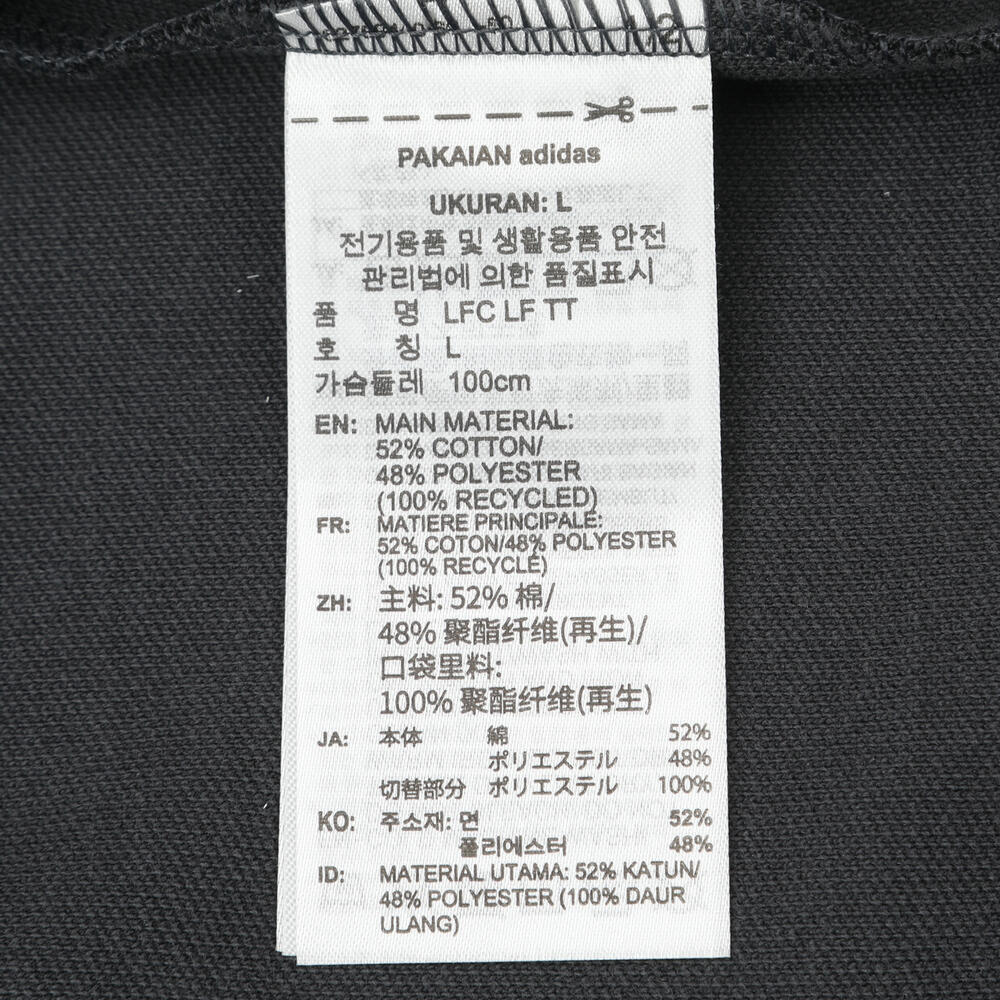 PAKAIAN adidas
UKURAN: L
전기용품 및 생활용품 안전
관리법에 의한 품질표시
품 명 LFC LF TT
호 칭 L
가슴둘레 100cm
EN: MAIN MATERIAL:
52% COTTON/
48% POLYESTER
(100% RECYCLED)
FR: MATIERE PRINCIPALE:
52% COTON/48% POLYESTER
(100% RECYCLÉ)
ZH: 主料: 52% 棉/
48% 聚酯纤维(再生)/
口袋里料:
100% 聚酯纤维(再生)
JA: 本体 綿 52%
ポリエステル 48%
切替部分 ポリエステル 100%
KO: 주소재: 면 52%
폴리에스터 48%
ID: MATERIAL UTAMA: 52% KATUN/
48% POLYESTER (100% DAUR
ULANG)